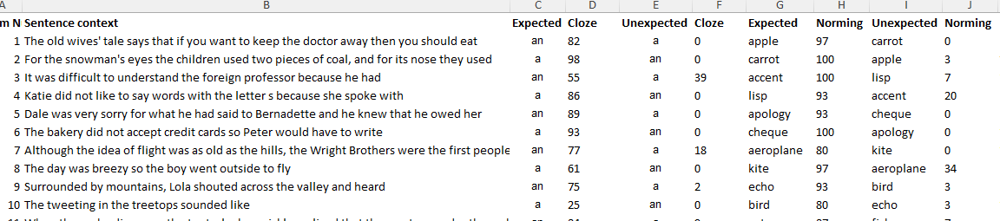 A B C D E F G H I J
m N Sentence context Expected Cloze Unexpected Cloze Expected Norming Unexpected Norming
1 The old wives' tale says that if you want to keep the doctor away then you should eat an 82 a 0 apple 97 carrot 0
2 For the snowman's eyes the children used two pieces of coal, and for its nose they used a 98 an 0 carrot 100 apple 3
3 It was difficult to understand the foreign professor because he had an 55 a 39 accent 100 lisp 7
4 Katie did not like to say words with the letter s because she spoke with a 86 an 0 lisp 93 accent 20
5 Dale was very sorry for what he had said to Bernadette and he knew that he owed her an 89 a 0 apology 93 cheque 0
6 The bakery did not accept credit cards so Peter would have to write a 93 an 0 cheque 100 apology 0
7 Although the idea of flight was as old as the hills, the Wright Brothers were the first people an 77 a 18 aeroplane 80 kite 0
8 The day was breezy so the boy went outside to fly a 61 an 0 kite 97 aeroplane 34
9 Surrounded by mountains, Lola shouted across the valley and heard an 75 a 2 echo 93 bird 3
10 The tweeting in the treetops sounded like a 25 an 0 bird 80 echo 3